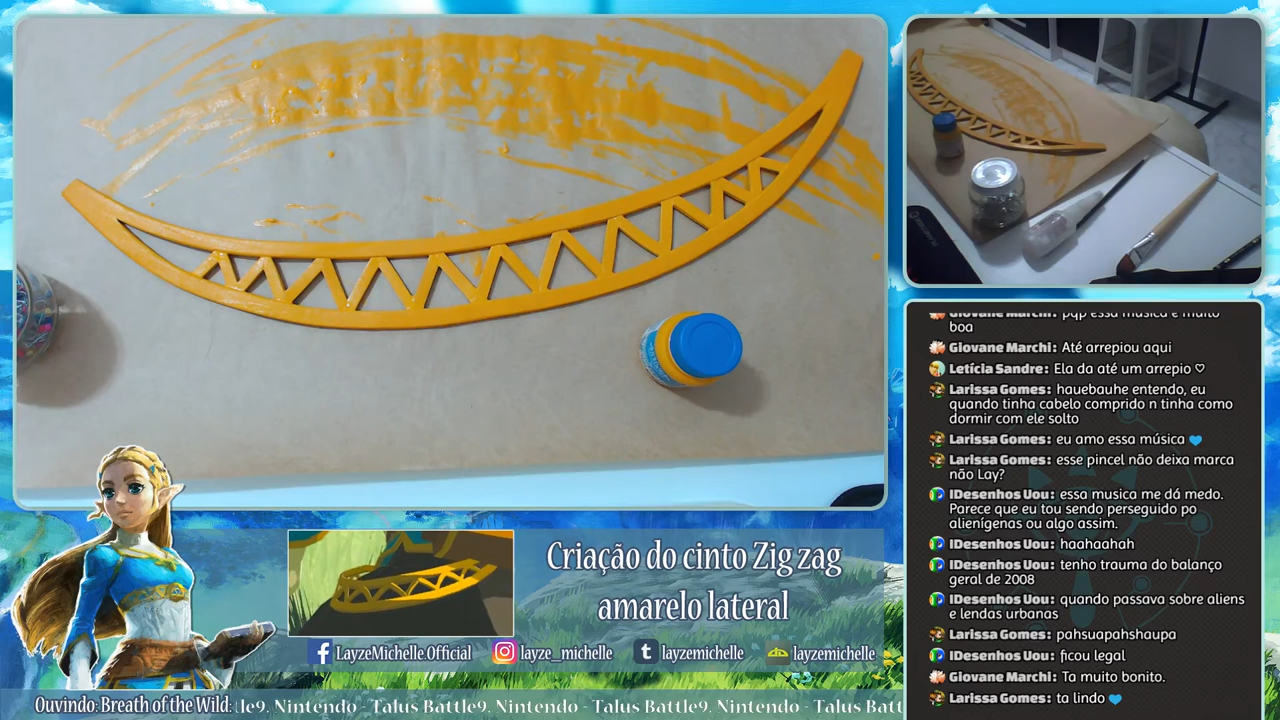 Giovane Marchi: pqp essa música é muito
boa
Giovane Marchi: Até arrepiou aqui
Letícia Sandre: Ela da até um arrepio ♡
Larissa Gomes: hauebauhe entendo, eu
quando tinha cabelo comprido n tinha como
dormir com ele solto
Larissa Gomes: eu amo essa música 💙
Larissa Gomes: esse pincel não deixa marca
não Lay?
IDesenhos Uou: essa musica me dá medo.
Parece que eu tou sendo perseguido po
alienígenas ou algo assim.
IDesenhos Uou: haahaahah
IDesenhos Uou: tenho trauma do balanço
geral de 2008
IDesenhos Uou: quando passava sobre aliens
e lendas urbanas
Larissa Gomes: pahsuapahshaupa
IDesenhos Uou: ficou legal
Giovane Marchi: Ta muito bonito.
Larissa Gomes: ta lindo 💙
Criação do cinto Zig zag
amarelo lateral
LayzeMichelle Official layze_michelle layzemichelle layzemichelle
Ouvindo: Breath of the Wild: le9, Nintendo - Talus Battle9, Nintendo - Talus Battle9, Nintendo - Talus Batt